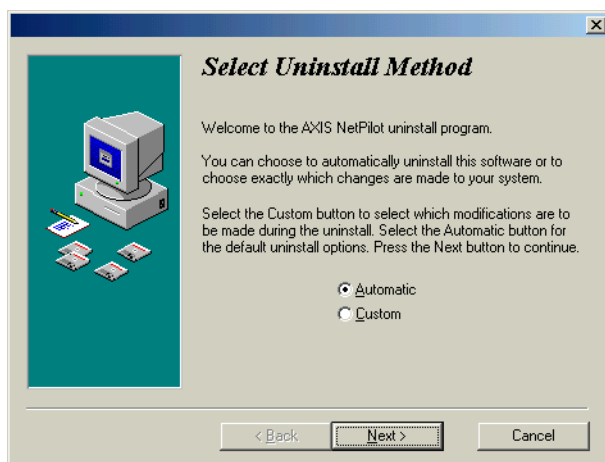 Select Uninstall Method
Welcome to the AXIS NetPilot uninstall program.
You can choose to automatically uninstall this software or to
choose exactly which changes are made to your system.
Select the Custom button to select which modifications are to
be made during the uninstall. Select the Automatic button for
the default uninstall options. Press the Next button to continue.
Automatic
Custom
< Back
Next >
Cancel